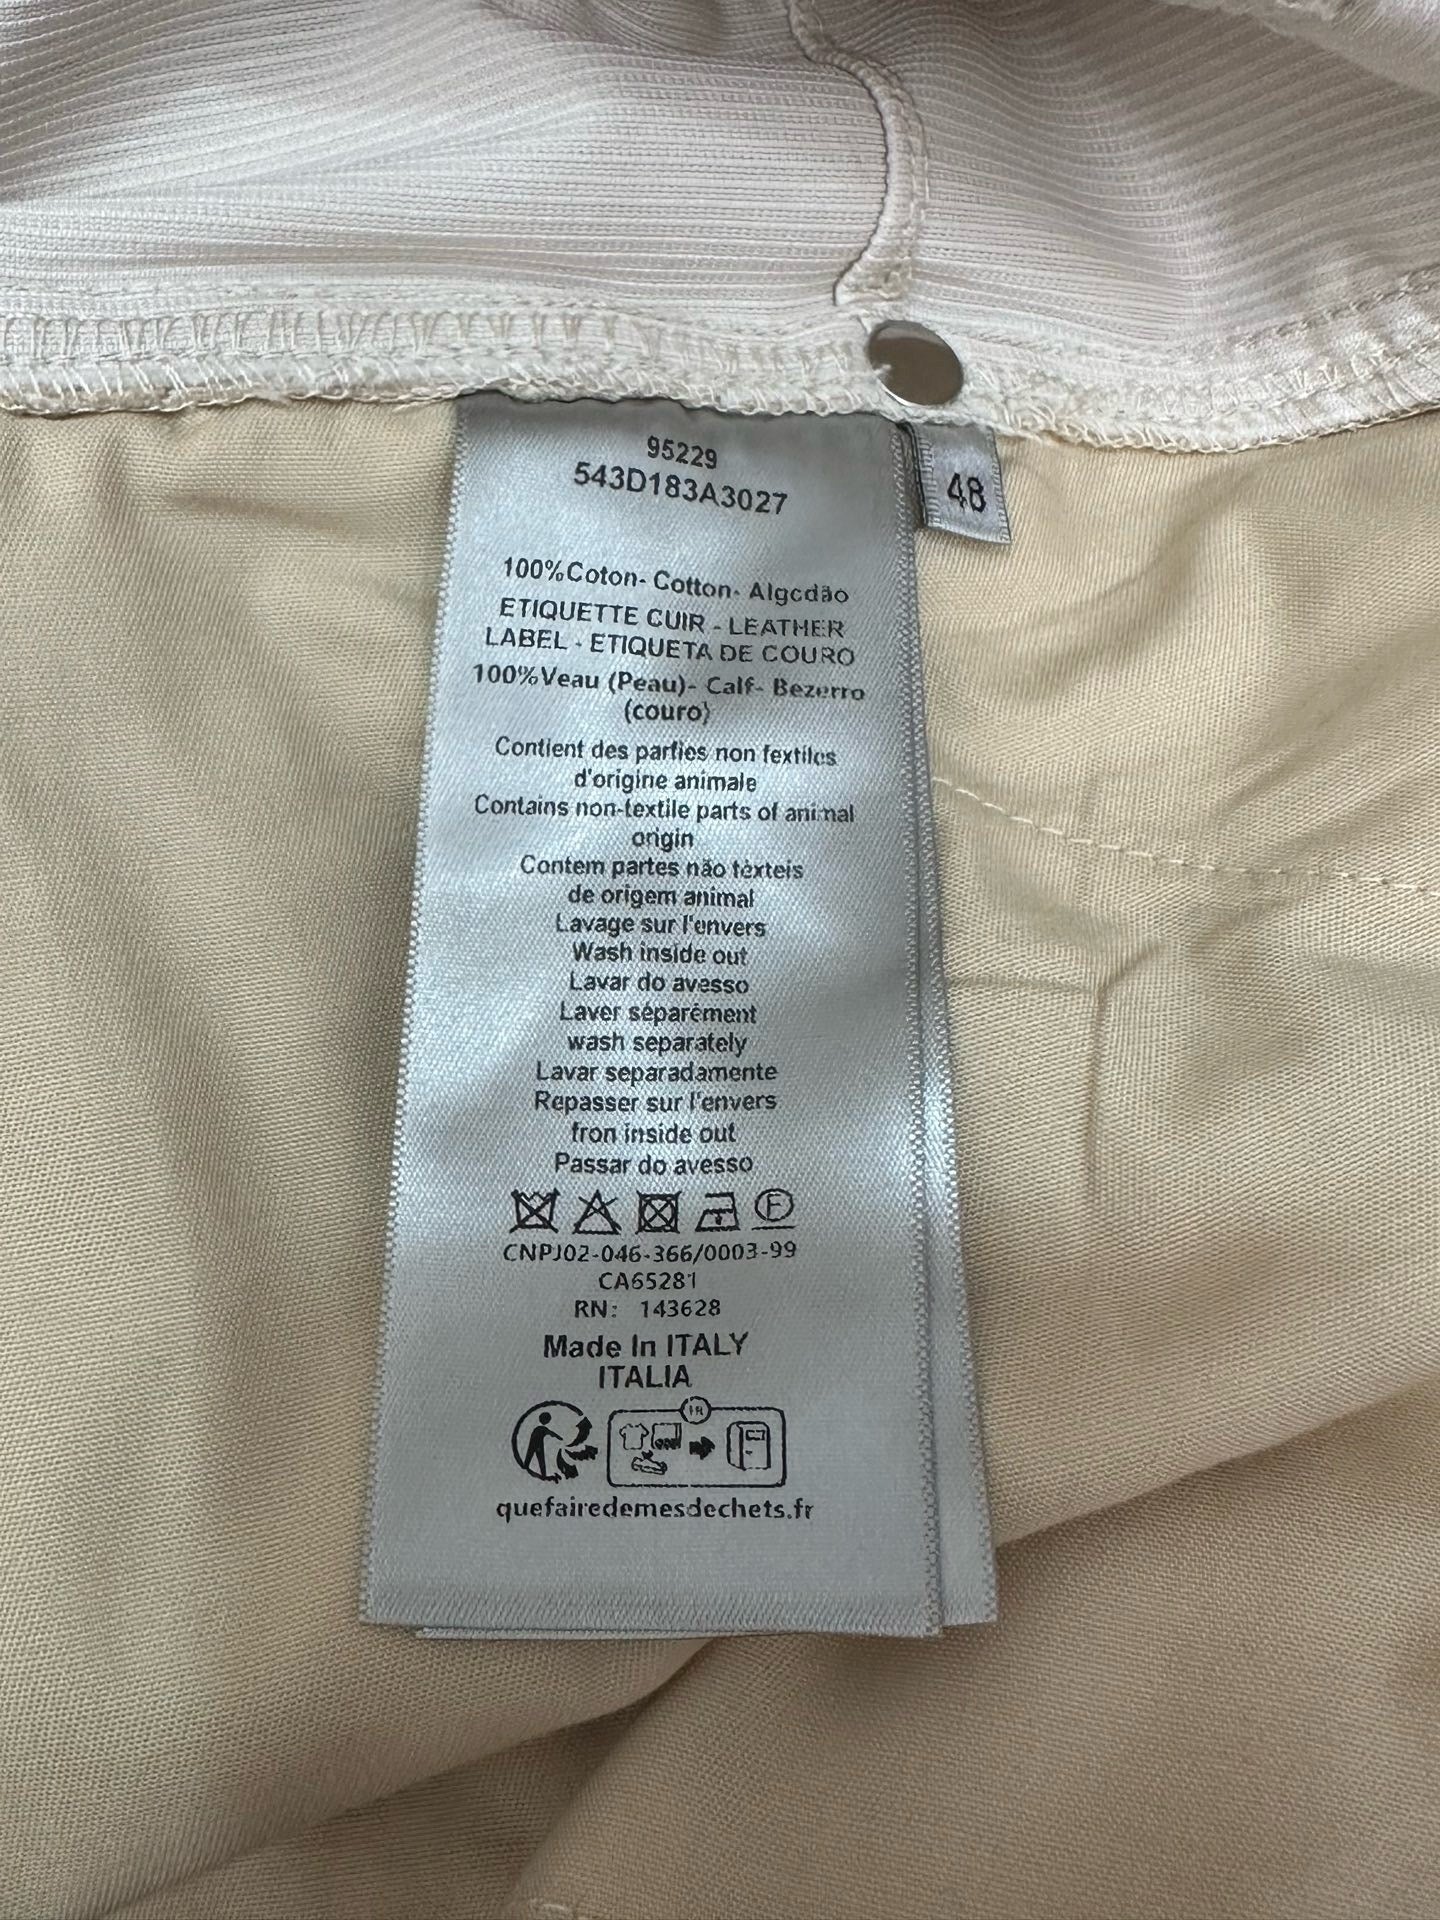 95229
543D183A3027
48
100%Coton- Cotton- Algodão
ETIQUETTE CUIR - LEATHER
LABEL - ETIQUETA DE COURO
100%Veau (Peau)- Calf- Bezerro
(couro)
Contient des parties non textiles
d'origine animale
Contains non-textile parts of animal
origin
Contem partes não têxteis
de origem animal
Lavage sur l'envers
Wash inside out
Lavar do avesso
Laver séparément
wash separately
Lavar separadamente
Repasser sur l'envers
fron inside out
Passar do avesso
F
CNPJ02-046-366/0003-99
CA65281
RN: 143628
Made In ITALY
ITALIA
FR
quefairedemesdechets.fr